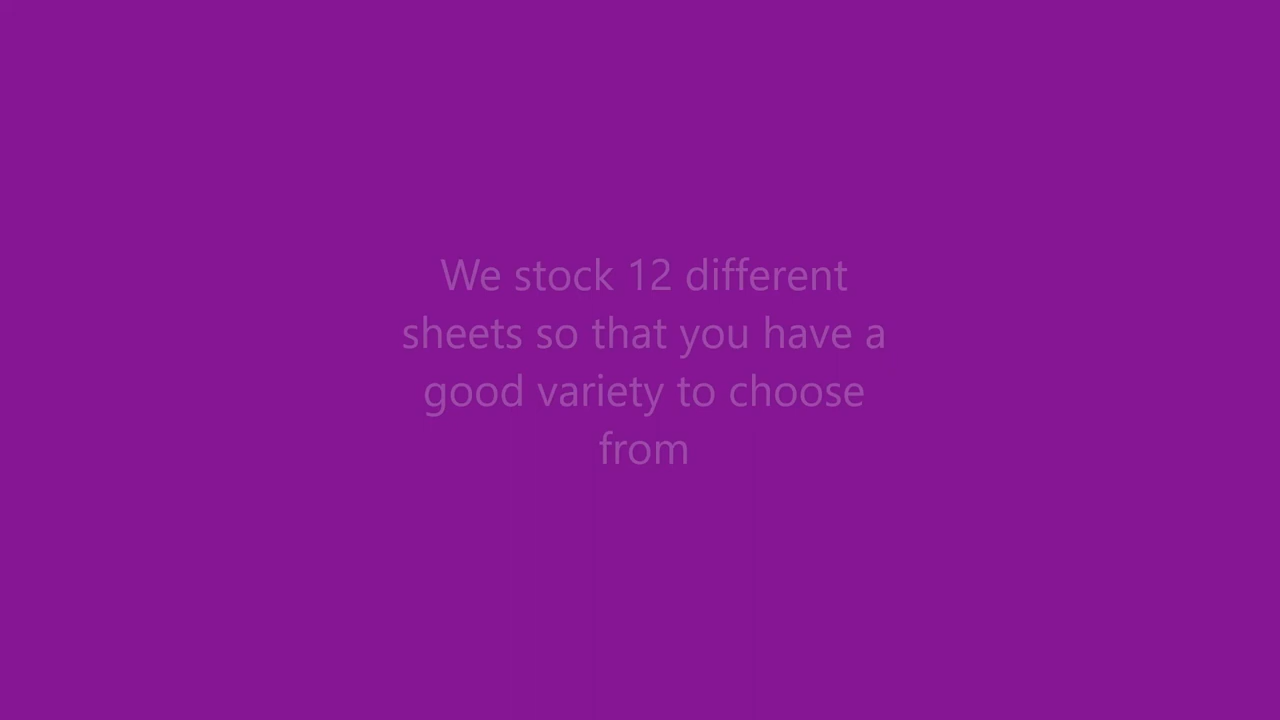 We stock 12 different
sheets so that you have a
good variety to choose
from